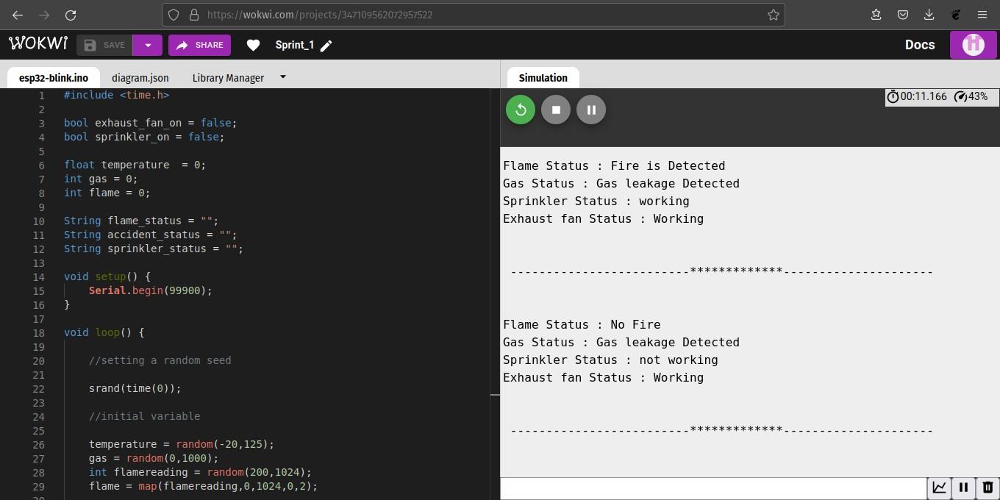 https://wokwi.com/projects/347109562072957522
WOKWi
SAVE
SHARE
Sprint_1
Docs
esp32-blink.ino
diagram.json
Library Manager
Simulation
00:11.166
43%
1 #include <time.h>
2
3 bool exhaust_fan_on = false;
4 bool sprinkler_on = false;
5
6 float temperature  = 0;
7 int gas = 0;
8 int flame = 0;
9
10 String flame_status = "";
11 String accident_status = "";
12 String sprinkler_status = "";
13
14 void setup() {
15     Serial.begin(99900);
16 }
17
18 void loop() {
19
20     //setting a random seed
21
22     srand(time(0));
23
24     //initial variable
25
26     temperature = random(-20,125);
27     gas = random(0,1000);
28     int flamereading = random(200,1024);
29     flame = map(flamereading,0,1024,0,2);
30
Flame Status : Fire is Detected
Gas Status : Gas leakage Detected
Sprinkler Status : working
Exhaust fan Status : Working
-------------------------*************---------------------
Flame Status : No Fire
Gas Status : Gas leakage Detected
Sprinkler Status : not working
Exhaust fan Status : Working
-------------------------*************---------------------